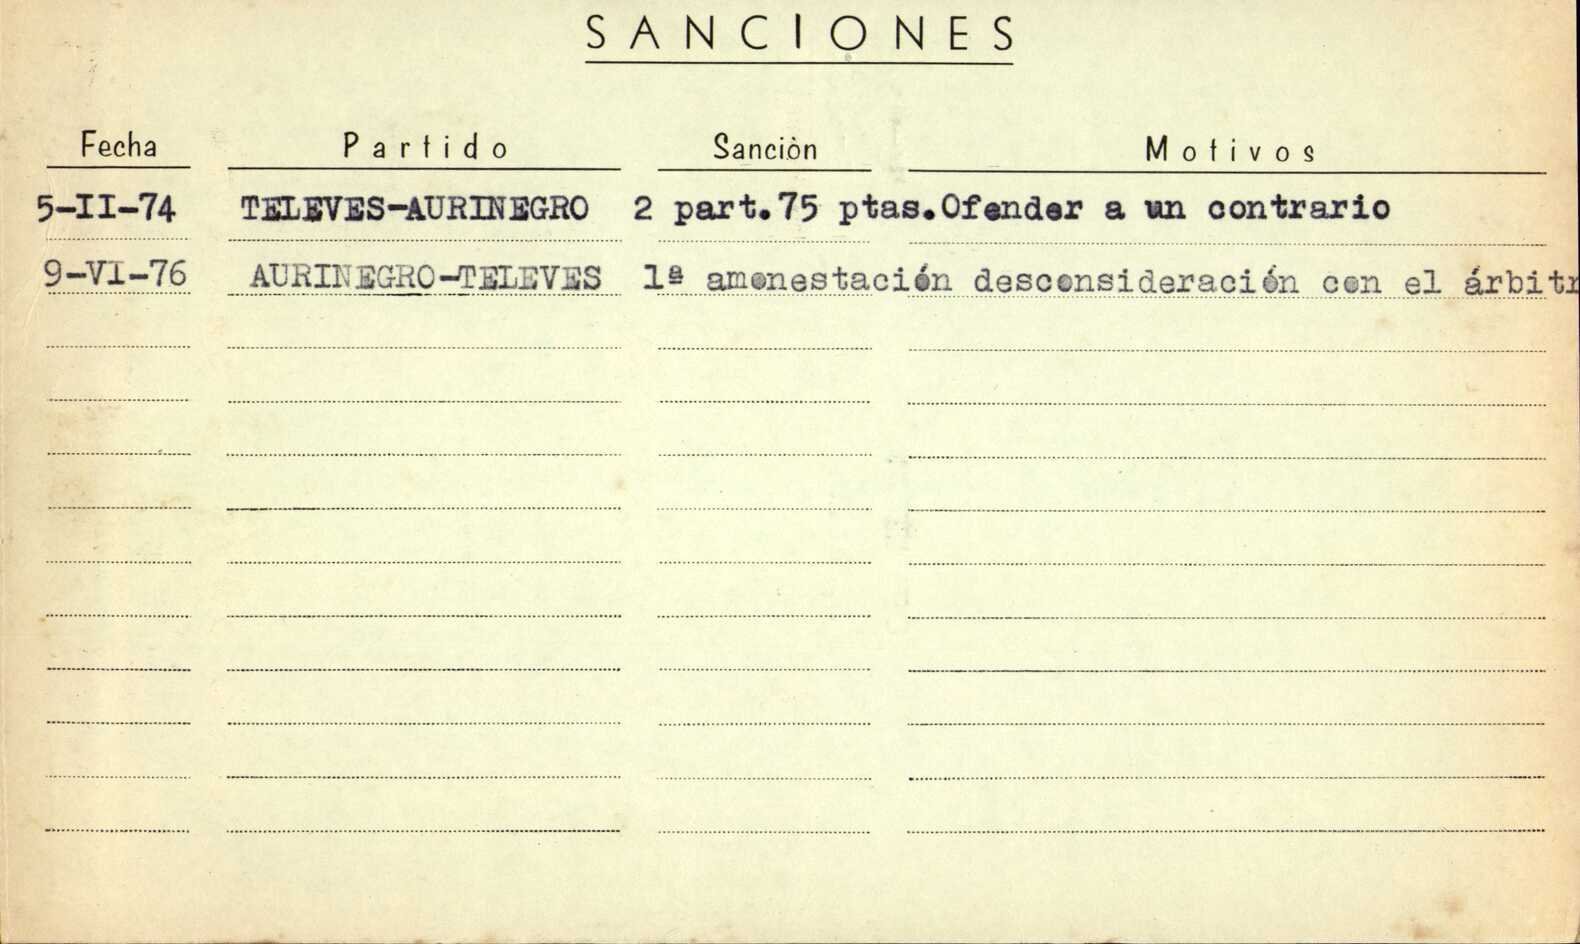 SANCIONES
Fecha Partido Sanciòn Motivos
5-II-74 TELEVES-AURINEGRO 2 part.75 ptas.Ofender a un contrario
9-VI-76 AURINEGRO-TELEVES 1ª amonestación desconsideración con el árbitr